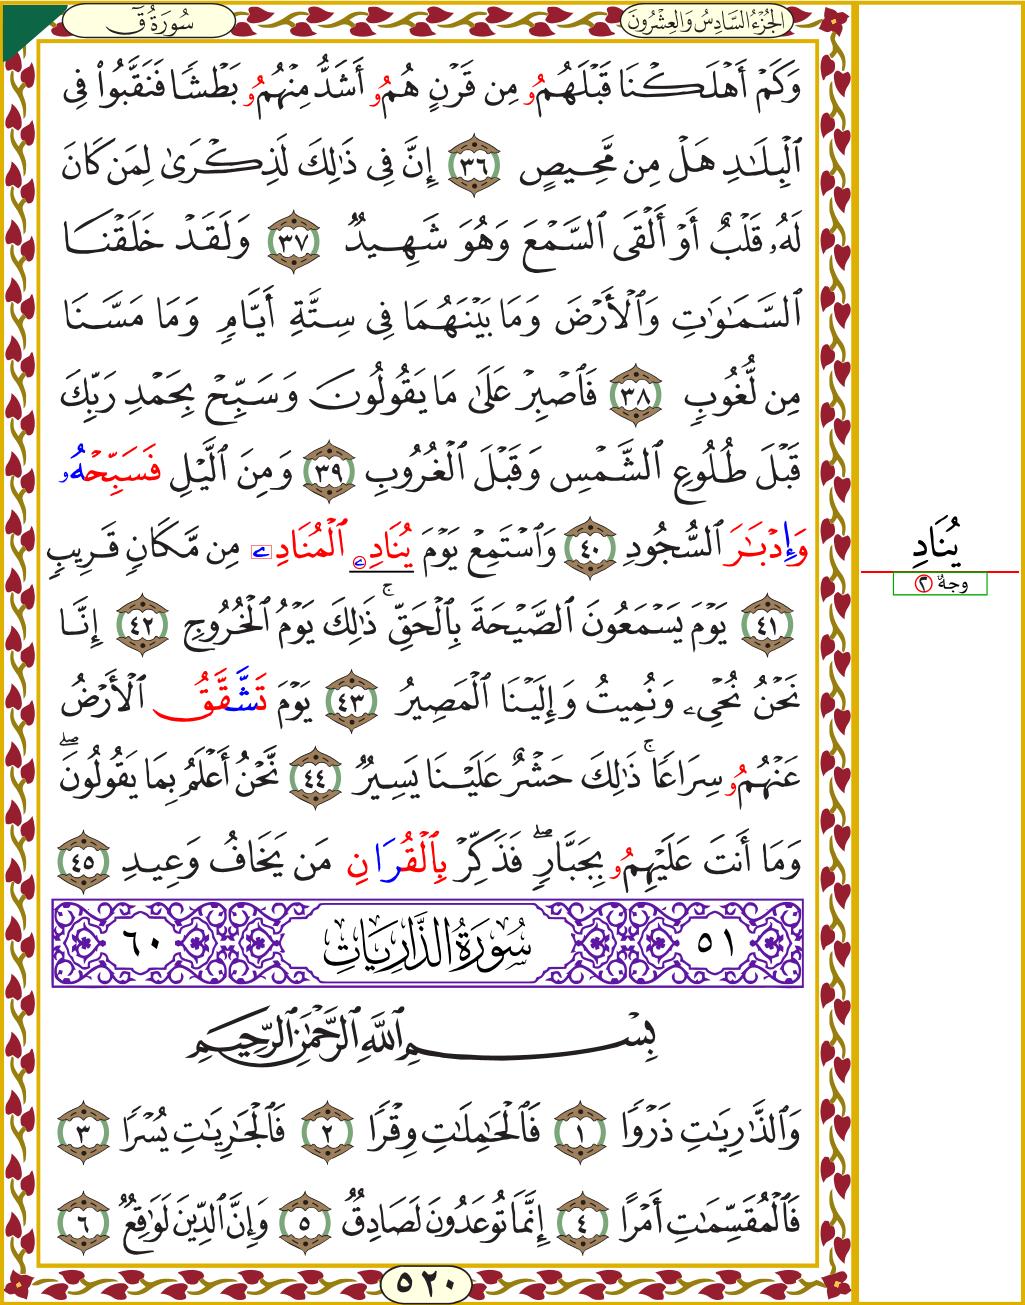 الجُزْءُ السَّادِسُ وَالعِشْرُونَ
سُورَةُ قٓ
وَكَمۡ أَهۡلَكۡنَا قَبۡلَهُمُۥ مِن قَرۡنٍ هُمُۥٓ أَشَدُّ مِنۡهُمُۥ بَطۡشٗا فَنَقَّبُواْ فِي
ٱلۡبِلَٰدِ هَلۡ مِن مَّحِيصٍ ٣٦ إِنَّ فِي ذَٰلِكَ لَذِكۡرَىٰ لِمَن كَانَ
لَهُۥ قَلۡبٌ أَوۡ أَلۡقَى ٱلسَّمۡعَ وَهُوَ شَهِيدٞ ٣٧ وَلَقَدۡ خَلَقۡنَا
ٱلسَّمَٰوَٰتِ وَٱلۡأَرۡضَ وَمَا بَيۡنَهُمَا فِي سِتَّةِ أَيَّامٖ وَمَا مَسَّنَا
مِن لُّغُوبٖ ٣٨ فَٱصۡبِرۡ عَلَىٰ مَا يَقُولُونَ وَسَبِّحۡ بِحَمۡدِ رَبِّكَ
قَبۡلَ طُلُوعِ ٱلشَّمۡسِ وَقَبۡلَ ٱلۡغُرُوبِ ٣٩ وَمِنَ ٱلَّيۡلِ فَسَبِّحۡهُۥ
وَإِدۡبَٰرَ ٱلسُّجُودِ ٤٠ وَٱسۡتَمِعۡ يَوۡمَ يُنَادِۦ ٱلۡمُنَادِۦ مِن مَّكَانٖ قَرِيبٖ
٤١ يَوۡمَ يَسۡمَعُونَ ٱلصَّيۡحَةَ بِٱلۡحَقِّۚ ذَٰلِكَ يَوۡمُ ٱلۡخُرُوجِ ٤٢ إِنَّا
نَحۡنُ نُحۡيِۦ وَنُمِيتُ وَإِلَيۡنَا ٱلۡمَصِيرُ ٤٣ يَوۡمَ تَشَّقَّقُ ٱلۡأَرۡضُ
عَنۡهُمُۥ سِرَاعٗاۚ ذَٰلِكَ حَشۡرٌ عَلَيۡنَا يَسِيرٞ ٤٤ نَّحۡنُ أَعۡلَمُ بِمَا يَقُولُونَۖ
وَمَآ أَنتَ عَلَيۡهِمُۥ بِجَبَّارٖۖ فَذَكِّرۡ بِٱلۡقُرَانِ مَن يَخَافُ وَعِيدِ ٤٥
٥١ سُورَةُ الذَّارِيَاتِ ٦٠
بِسۡمِ ٱللَّهِ ٱلرَّحۡمَٰنِ ٱلرَّحِيمِ
وَٱلذَّٰرِيَٰتِ ذَرۡوٗا ١ فَٱلۡحَٰمِلَٰتِ وِقۡرٗا ٢ فَٱلۡجَٰرِيَٰتِ يُسۡرٗا ٣
فَٱلۡمُقَسِّمَٰتِ أَمۡرًا ٤ إِنَّمَا تُوعَدُونَ لَصَادِقٞ ٥ وَإِنَّ ٱلدِّينَ لَوَٰقِعٞ ٦
٥٢٠
يُنَادِ
وجهٌ ٢